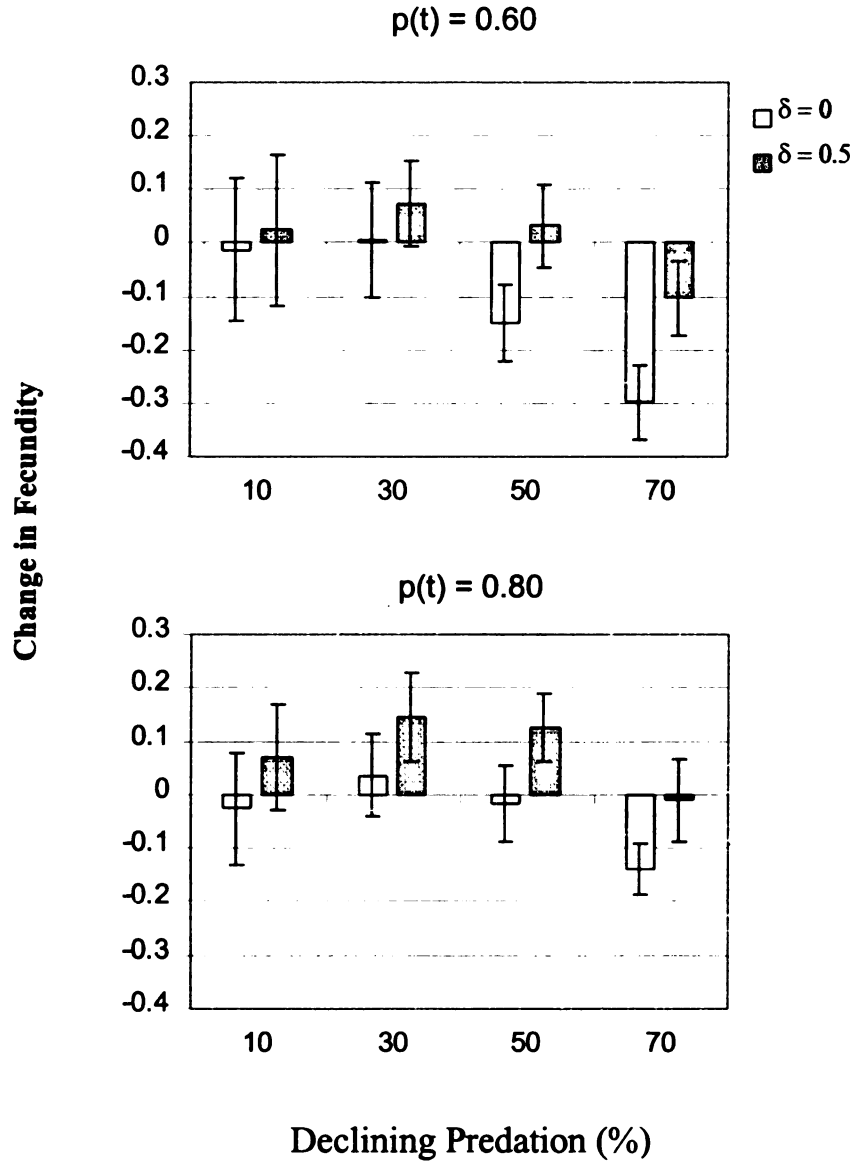 p(t) = 0.60
0.3
0.2
0.1
0
-0.1
-0.2
-0.3
-0.4
10 30 50 70
δ = 0
δ = 0.5
Change in Fecundity
p(t) = 0.80
0.3
0.2
0.1
0
-0.1
-0.2
-0.3
-0.4
10 30 50 70
Declining Predation (%)